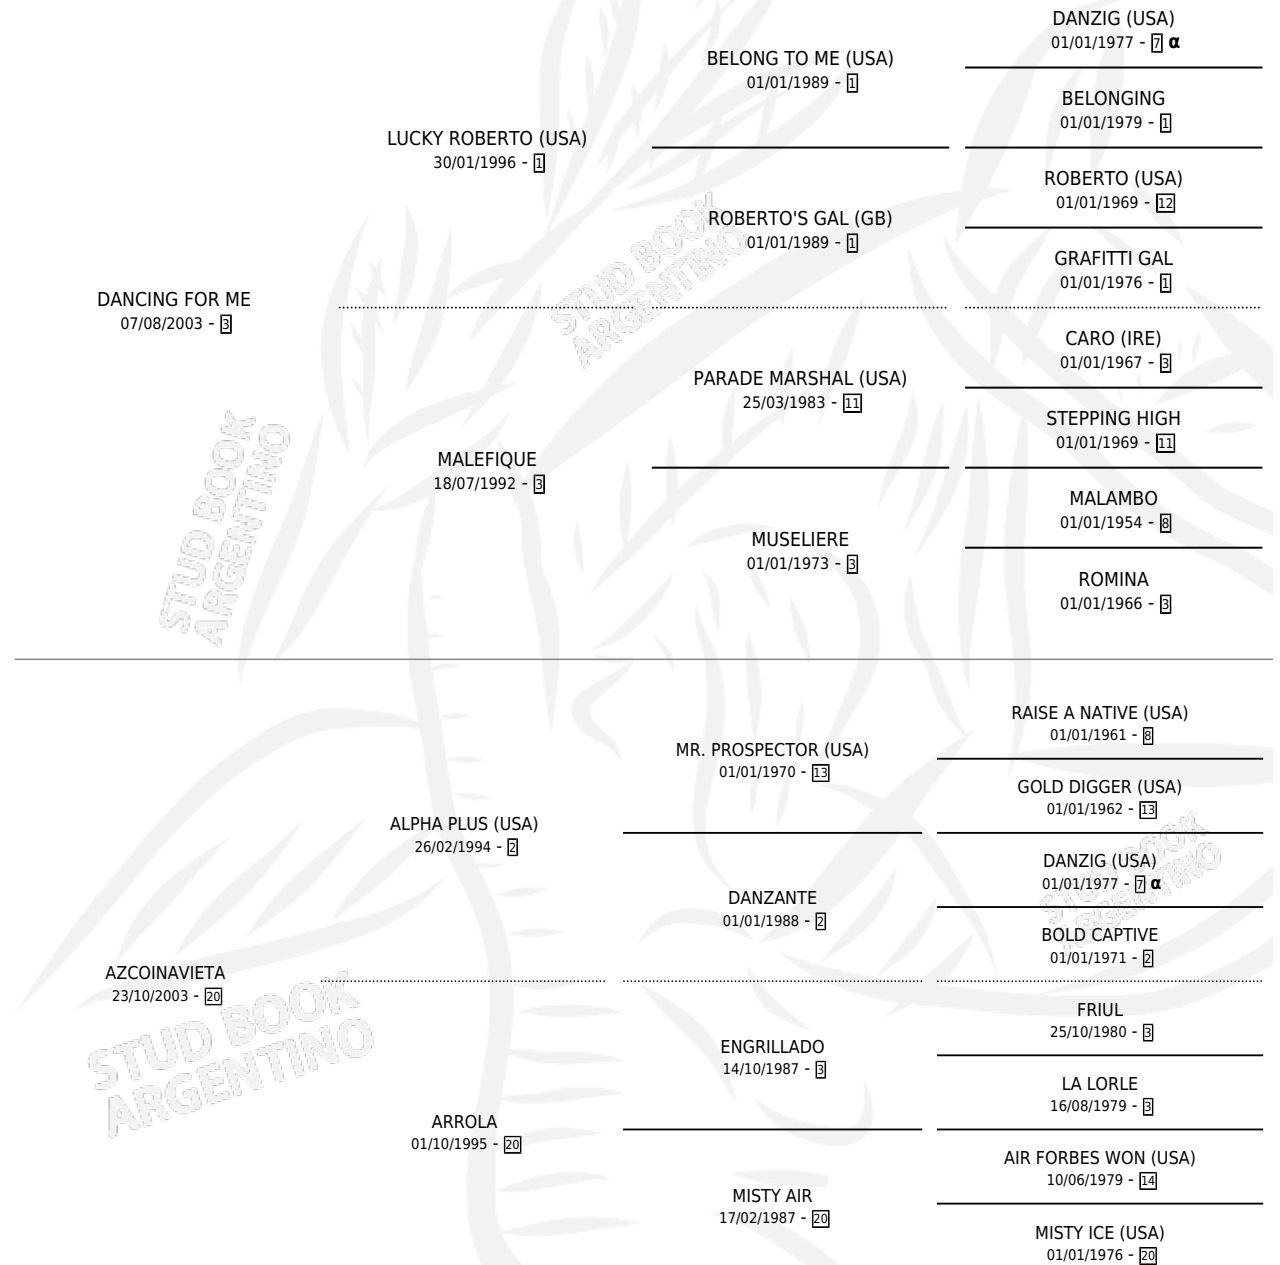 DANZIG (USA)
01/01/1977 - 7 α
BELONG TO ME (USA)
01/01/1989 - 1
BELONGING
01/01/1979 - 1
LUCKY ROBERTO (USA)
30/01/1996 - 1
ROBERTO (USA)
01/01/1969 - 12
ROBERTO'S GAL (GB)
01/01/1989 - 1
GRAFITTI GAL
01/01/1976 - 1
DANCING FOR ME
07/08/2003 - 3
CARO (IRE)
01/01/1967 - 3
PARADE MARSHAL (USA)
25/03/1983 - 11
STEPPING HIGH
01/01/1969 - 11
MALEFIQUE
18/07/1992 - 3
MALAMBO
01/01/1954 - 8
MUSELIERE
01/01/1973 - 3
ROMINA
01/01/1966 - 3
STUD BOOK
ARGENTINO
STUD BOOK
ARGENTINO
RAISE A NATIVE (USA)
01/01/1961 - 8
MR. PROSPECTOR (USA)
01/01/1970 - 13
GOLD DIGGER (USA)
01/01/1962 - 13
ALPHA PLUS (USA)
26/02/1994 - 2
DANZIG (USA)
01/01/1977 - 7 α
DANZANTE
01/01/1988 - 2
BOLD CAPTIVE
01/01/1971 - 2
AZCOINAVIETA
23/10/2003 - 20
FRIUL
25/10/1980 - 3
ENGRILLADO
14/10/1987 - 3
LA LORLE
16/08/1979 - 3
ARROLA
01/10/1995 - 20
AIR FORBES WON (USA)
10/06/1979 - 14
MISTY AIR
17/02/1987 - 20
MISTY ICE (USA)
01/01/1976 - 20
STUD BOOK
ARGENTINO
STUD BOOK
ARGENTINO